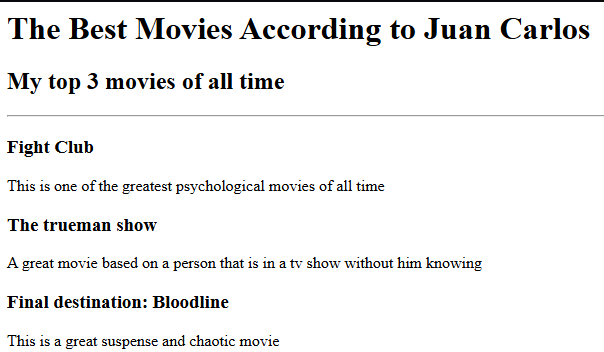 The Best Movies According to Juan Carlos
My top 3 movies of all time
Fight Club
This is one of the greatest psychological movies of all time
The trueman show
A great movie based on a person that is in a tv show without him knowing
Final destination: Bloodline
This is a great suspense and chaotic movie